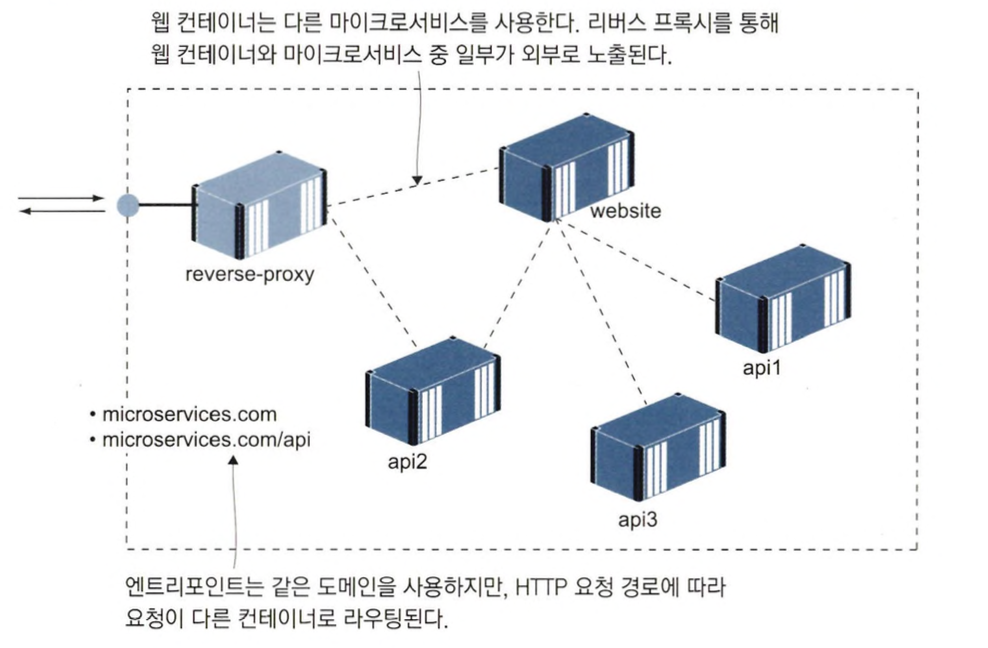 웹 컨테이너는 다른 마이크로서비스를 사용한다. 리버스 프록시를 통해
웹 컨테이너와 마이크로서비스 중 일부가 외부로 노출된다.
website
reverse-proxy
api1
• microservices.com
• microservices.com/api
api2
api3
엔트리포인트는 같은 도메인을 사용하지만, HTTP 요청 경로에 따라
요청이 다른 컨테이너로 라우팅된다.